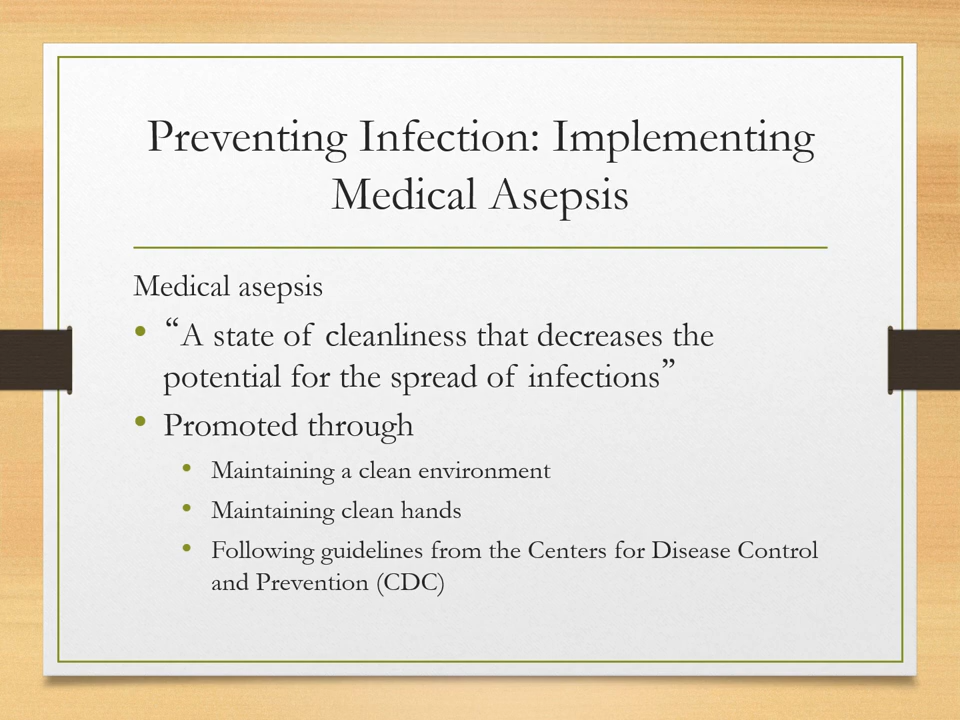 Preventing Infection: Implementing
Medical Asepsis
Medical asepsis
• “A state of cleanliness that decreases the
potential for the spread of infections”
• Promoted through
• Maintaining a clean environment
• Maintaining clean hands
• Following guidelines from the Centers for Disease Control
and Prevention (CDC)